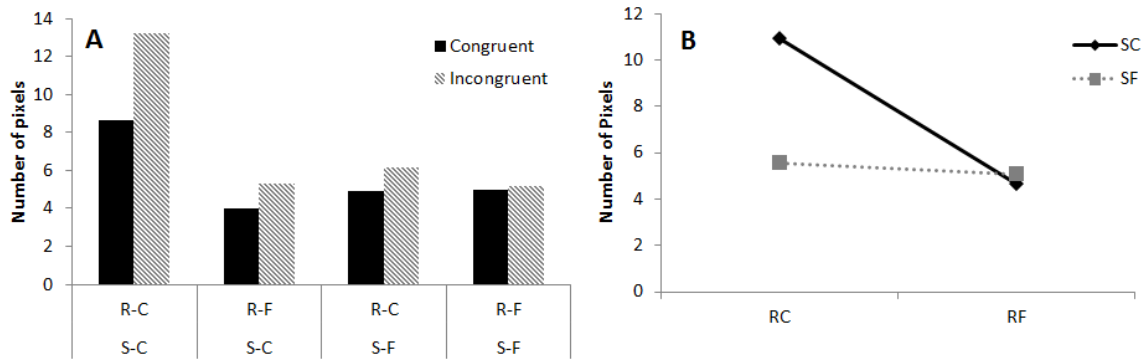 A
Number of pixels
14
12
10
8
6
4
2
0
Congruent
Incongruent
R-C R-F R-C R-F
S-C S-C S-F S-F
B
Number of Pixels
12
10
8
6
4
2
0
SC
SF
RC RF